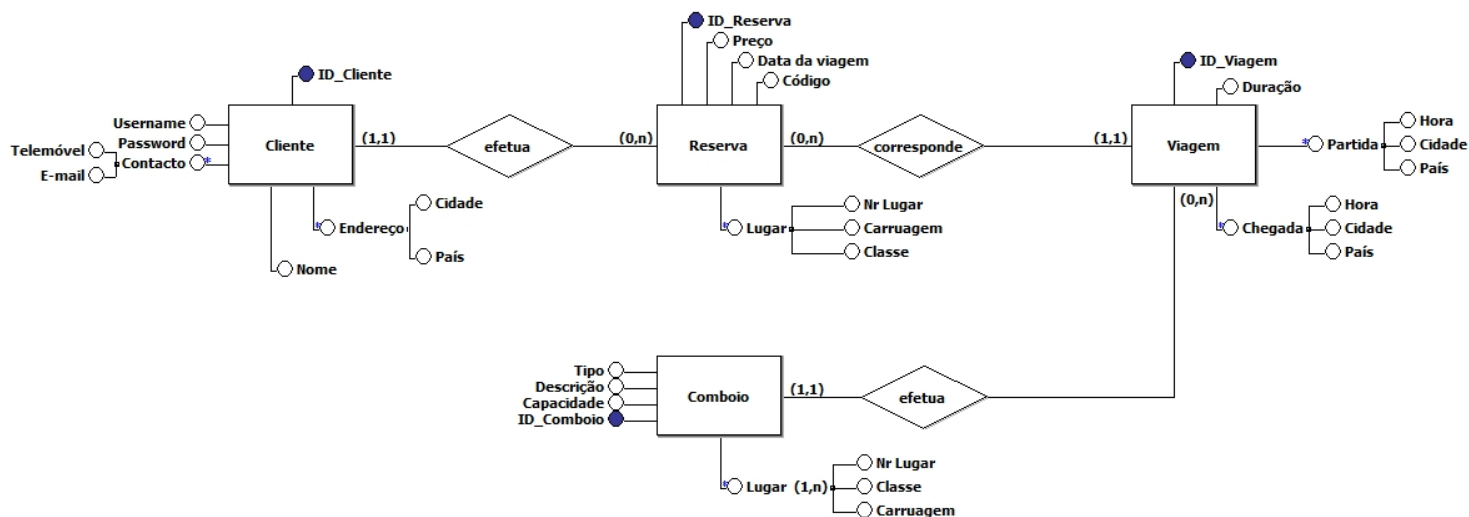 ID_Reserva
Preço
Data da viagem
Código
ID_Cliente
ID_Viagem
Duração
Username
Password
Contacto
*
Telemóvel
E-mail
Cliente
(1,1)
efetua
(0,n)
Reserva
(0,n)
corresponde
(1,1)
Viagem
* Partida
Hora
Cidade
País
(0,n)
* Chegada
Hora
Cidade
País
* Endereço
Cidade
País
Nome
* Lugar
Nr Lugar
Carruagem
Classe
Tipo
Descrição
Capacidade
ID_Comboio
Comboio
(1,1)
efetua
* Lugar (1,n)
Nr Lugar
Classe
Carruagem